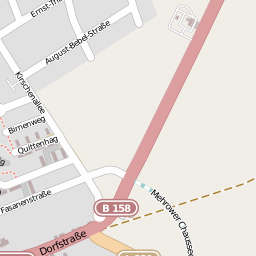 Ernst-Th
August-Bebel-Straße
Kirschenallee
Birnenweg
Quittenhag
Fasanenstraße
B 158
Mehrower Chaussee
Dorfstraße